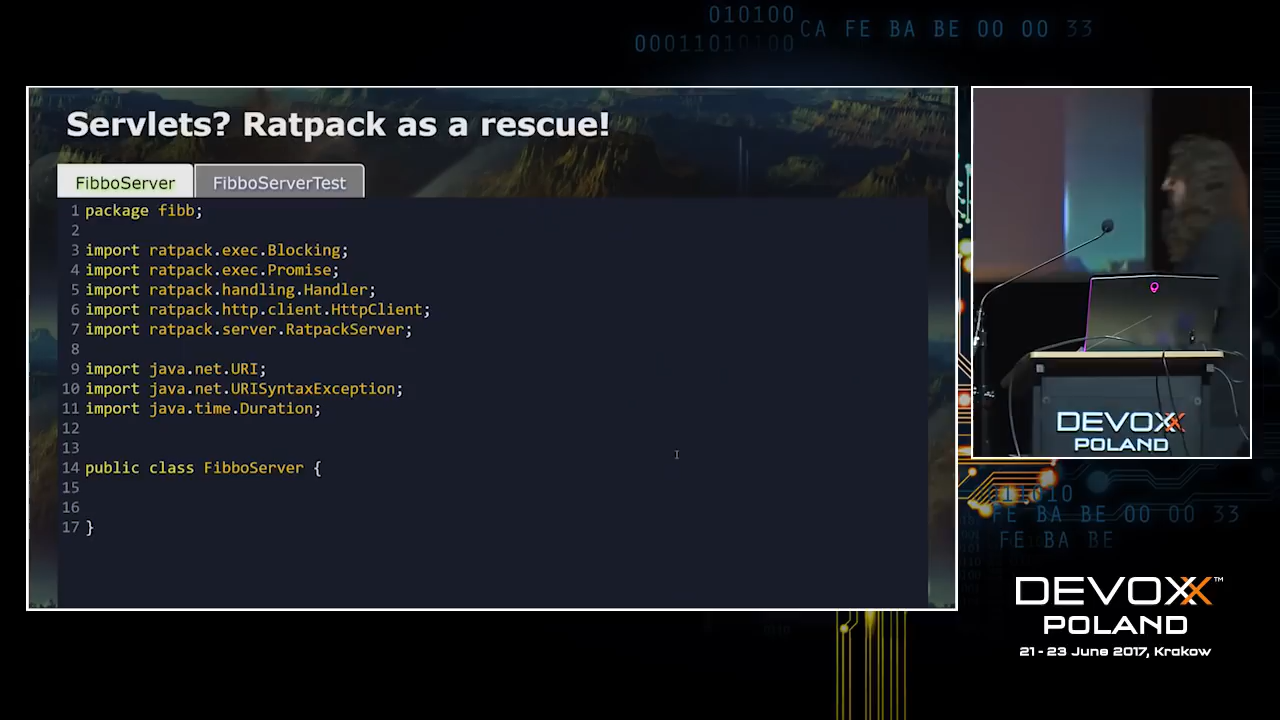 010100
00011010100
CA FE BA BE 00 00 33
Servlets? Ratpack as a rescue!
FibboServer
FibboServerTest
1 package fibb;
2
3 import ratpack.exec.Blocking;
4 import ratpack.exec.Promise;
5 import ratpack.handling.Handler;
6 import ratpack.http.client.HttpClient;
7 import ratpack.server.RatpackServer;
8
9 import java.net.URI;
10 import java.net.URISyntaxException;
11 import java.time.Duration;
12
13
14 public class FibboServer {
15
16
17 }
DEVOXX
POLAND
FE BA BE 00 00 33
FE BA BE
DEVOXX™
POLAND
21 - 23 June 2017, Krakow